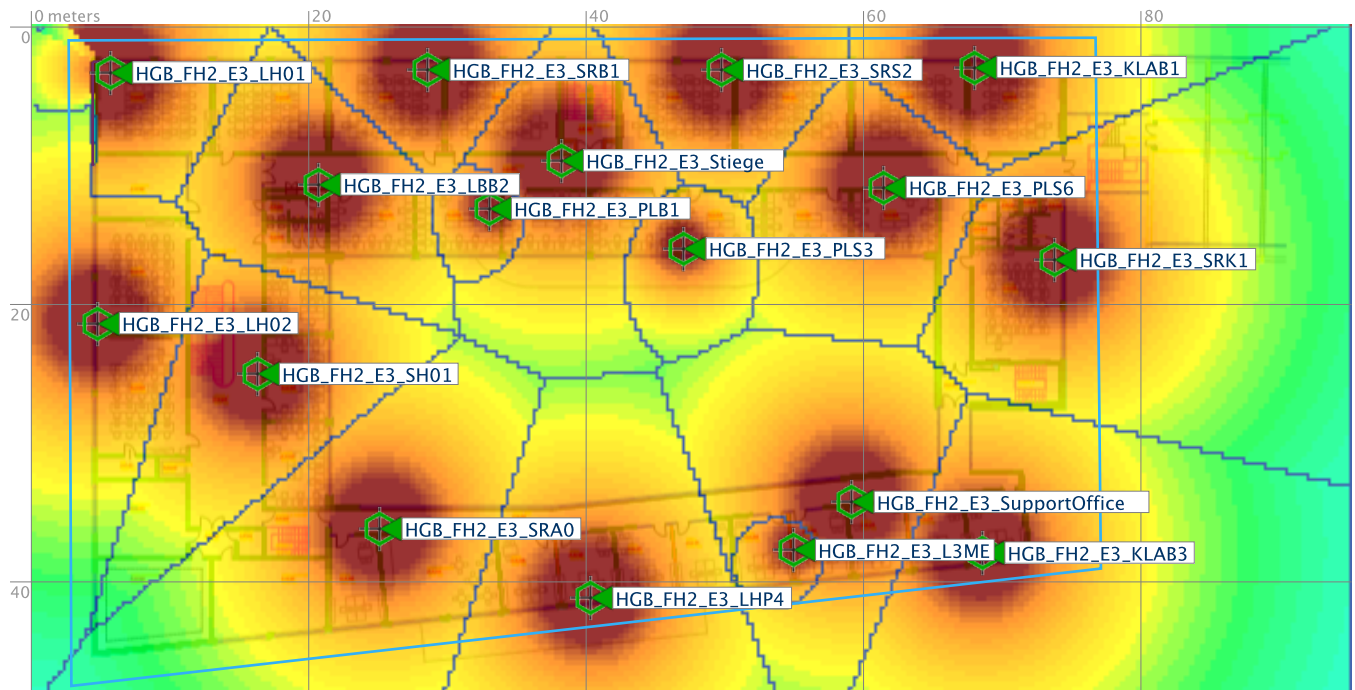 0 meters 20 40 60 80
0
HGB_FH2_E3_LH01
HGB_FH2_E3_SRB1
HGB_FH2_E3_SRS2
HGB_FH2_E3_KLAB1
HGB_FH2_E3_Stiege
HGB_FH2_E3_LBB2
HGB_FH2_E3_PLS6
HGB_FH2_E3_PLB1
HGB_FH2_E3_PLS3
HGB_FH2_E3_SRK1
20
HGB_FH2_E3_LH02
HGB_FH2_E3_SH01
HGB_FH2_E3_SupportOffice
HGB_FH2_E3_SRA0
HGB_FH2_E3_L3ME
HGB_FH2_E3_KLAB3
40
HGB_FH2_E3_LHP4